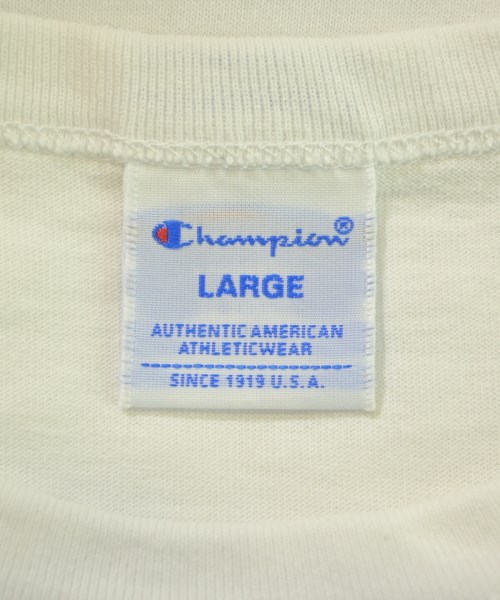 Champion®
LARGE
AUTHENTIC AMERICAN
ATHLETICWEAR
SINCE 1919 U.S.A.